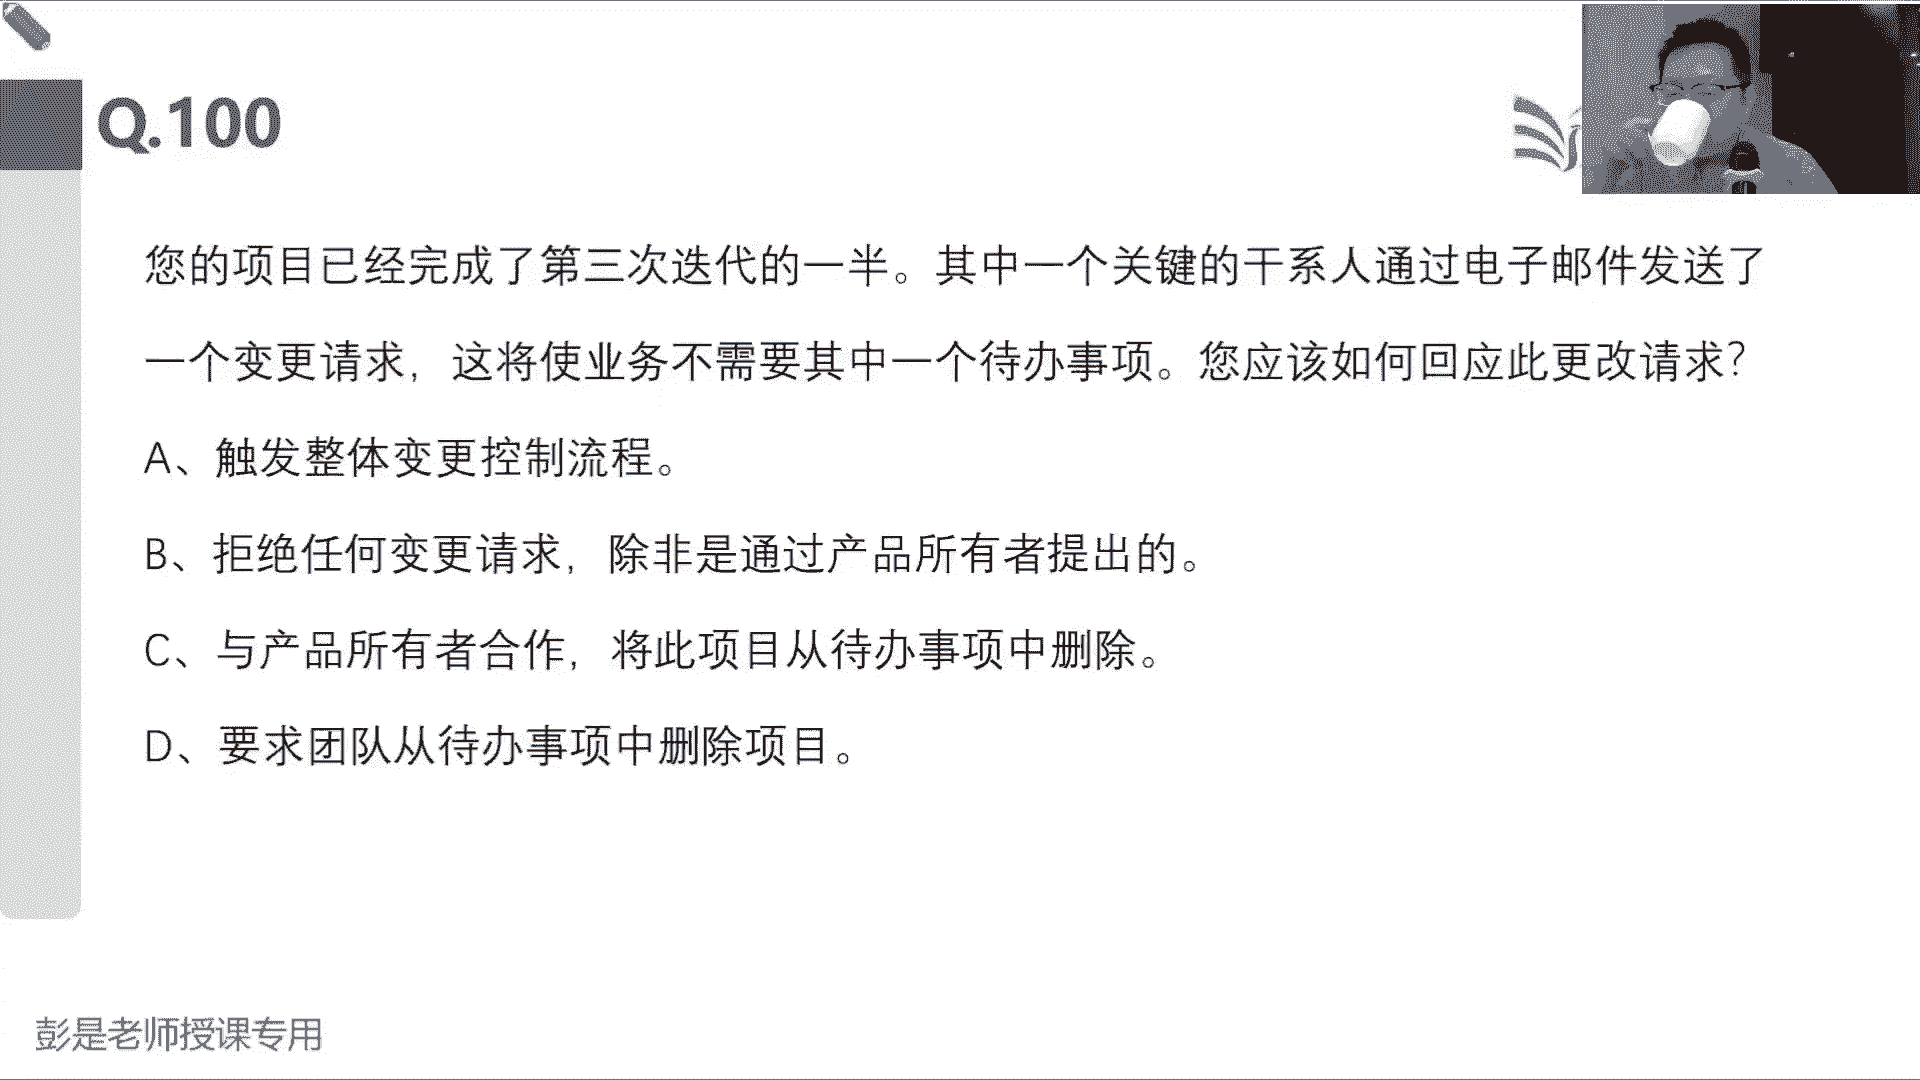 Q.100
您的项目已经完成了第三次迭代的一半。其中一个关键的干系人通过电子邮件发送了
一个变更请求，这将使业务不需要其中一个待办事项。您应该如何回应此更改请求？
A、触发整体变更控制流程。
B、拒绝任何变更请求，除非是通过产品所有者提出的。
C、与产品所有者合作，将此项目从待办事项中删除。
D、要求团队从待办事项中删除项目。
彭是老师授课专用